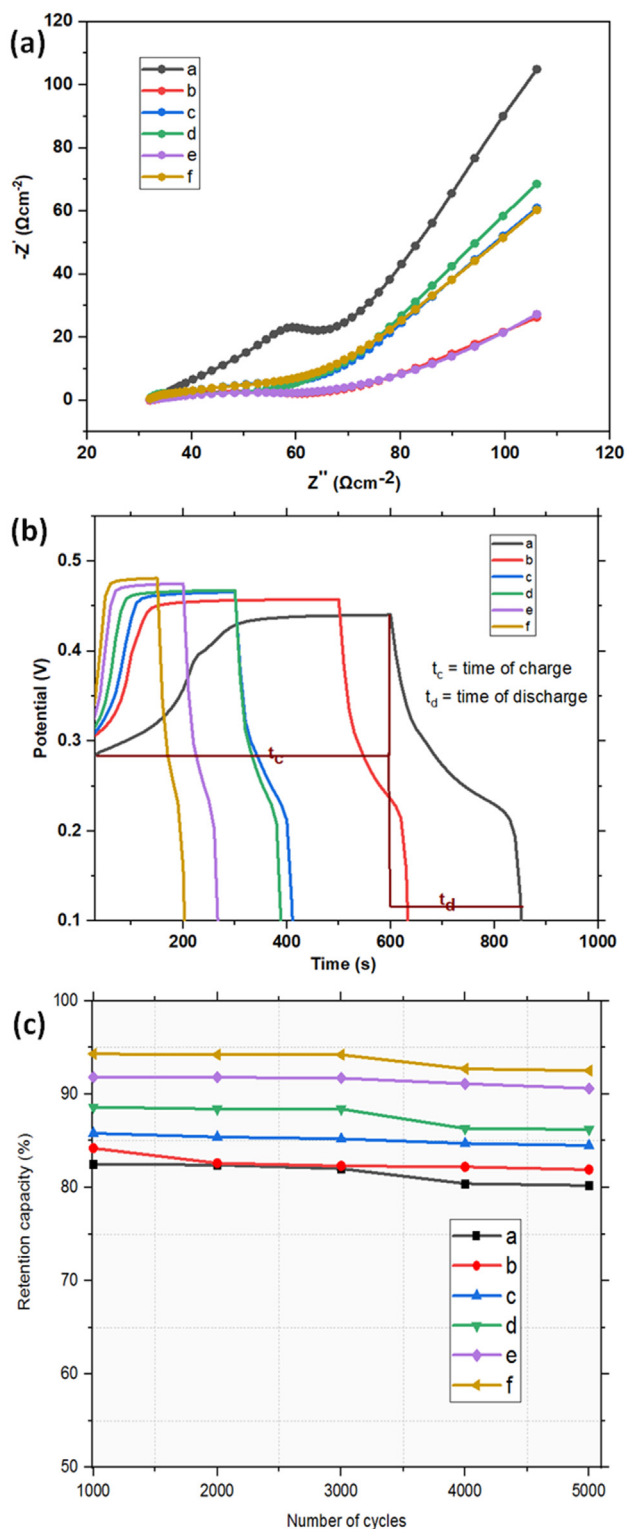 (a)
120
100
80
60
40
20
0
-Z' (Ωcm-2)
a
b
c
d
e
f
20 40 60 80 100 120
Z'' (Ωcm-2)
(b)
0.5
0.4
0.3
0.2
0.1
Potential (V)
a
b
c
d
e
f
tc = time of charge
td = time of discharge
tc
td
200 400 600 800 1000
Time (s)
(c)
100
90
80
70
60
50
Retention capacity (%)
a
b
c
d
e
f
1000 2000 3000 4000 5000
Number of cycles